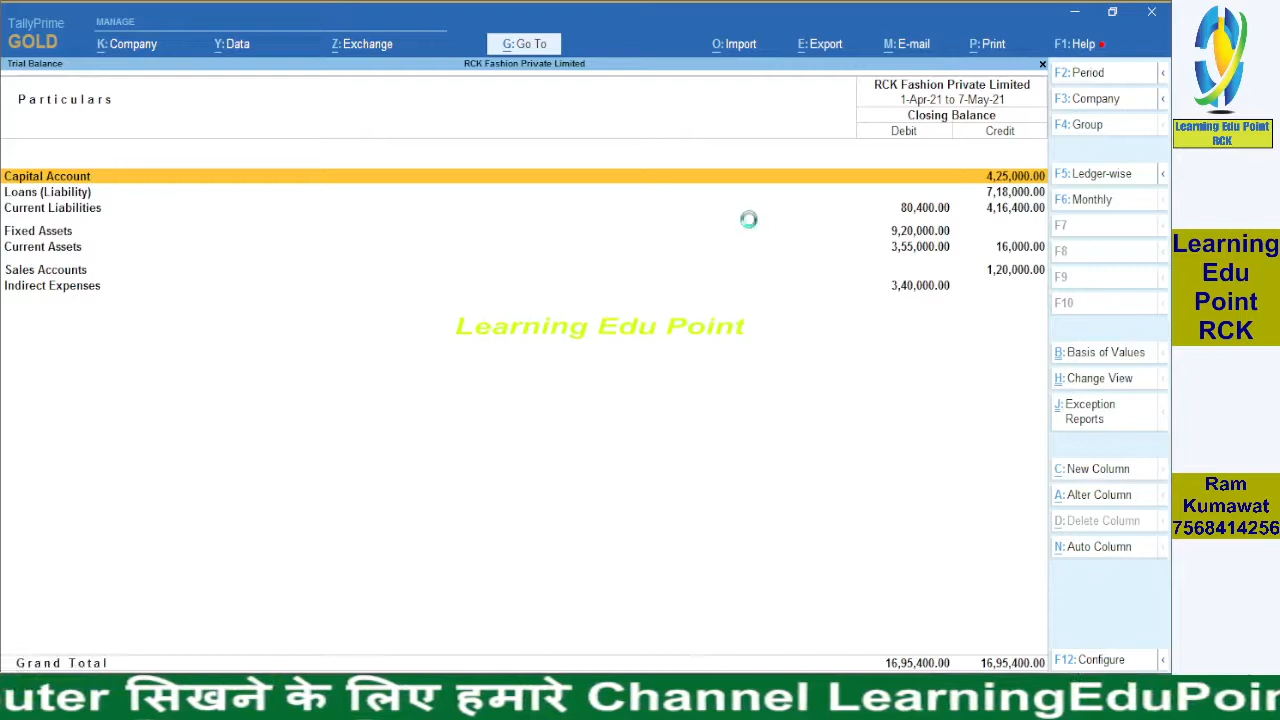 TallyPrime
GOLD
MANAGE
K: Company
Y: Data
Z: Exchange
G: Go To
O: Import
E: Export
M: E-mail
P: Print
F1: Help
Trial Balance
RCK Fashion Private Limited
Particulars
RCK Fashion Private Limited
1-Apr-21 to 7-May-21
Closing Balance
Debit Credit
Capital Account 4,25,000.00
Loans (Liability) 7,18,000.00
Current Liabilities 80,400.00 4,16,400.00
Fixed Assets 9,20,000.00
Current Assets 3,55,000.00 16,000.00
Sales Accounts 1,20,000.00
Indirect Expenses 3,40,000.00
Learning Edu Point
Grand Total 16,95,400.00 16,95,400.00
F2: Period
F3: Company
F4: Group
F5: Ledger-wise
F6: Monthly
F7
F8
F9
F10
B: Basis of Values
H: Change View
J: Exception
Reports
C: New Column
A: Alter Column
D: Delete Column
N: Auto Column
F12: Configure
Learning Edu Point
RCK
Learning
Edu
Point
RCK
Ram
Kumawat
7568414256
uter सिखने के लिए हमारे Channel LearningEduPoin